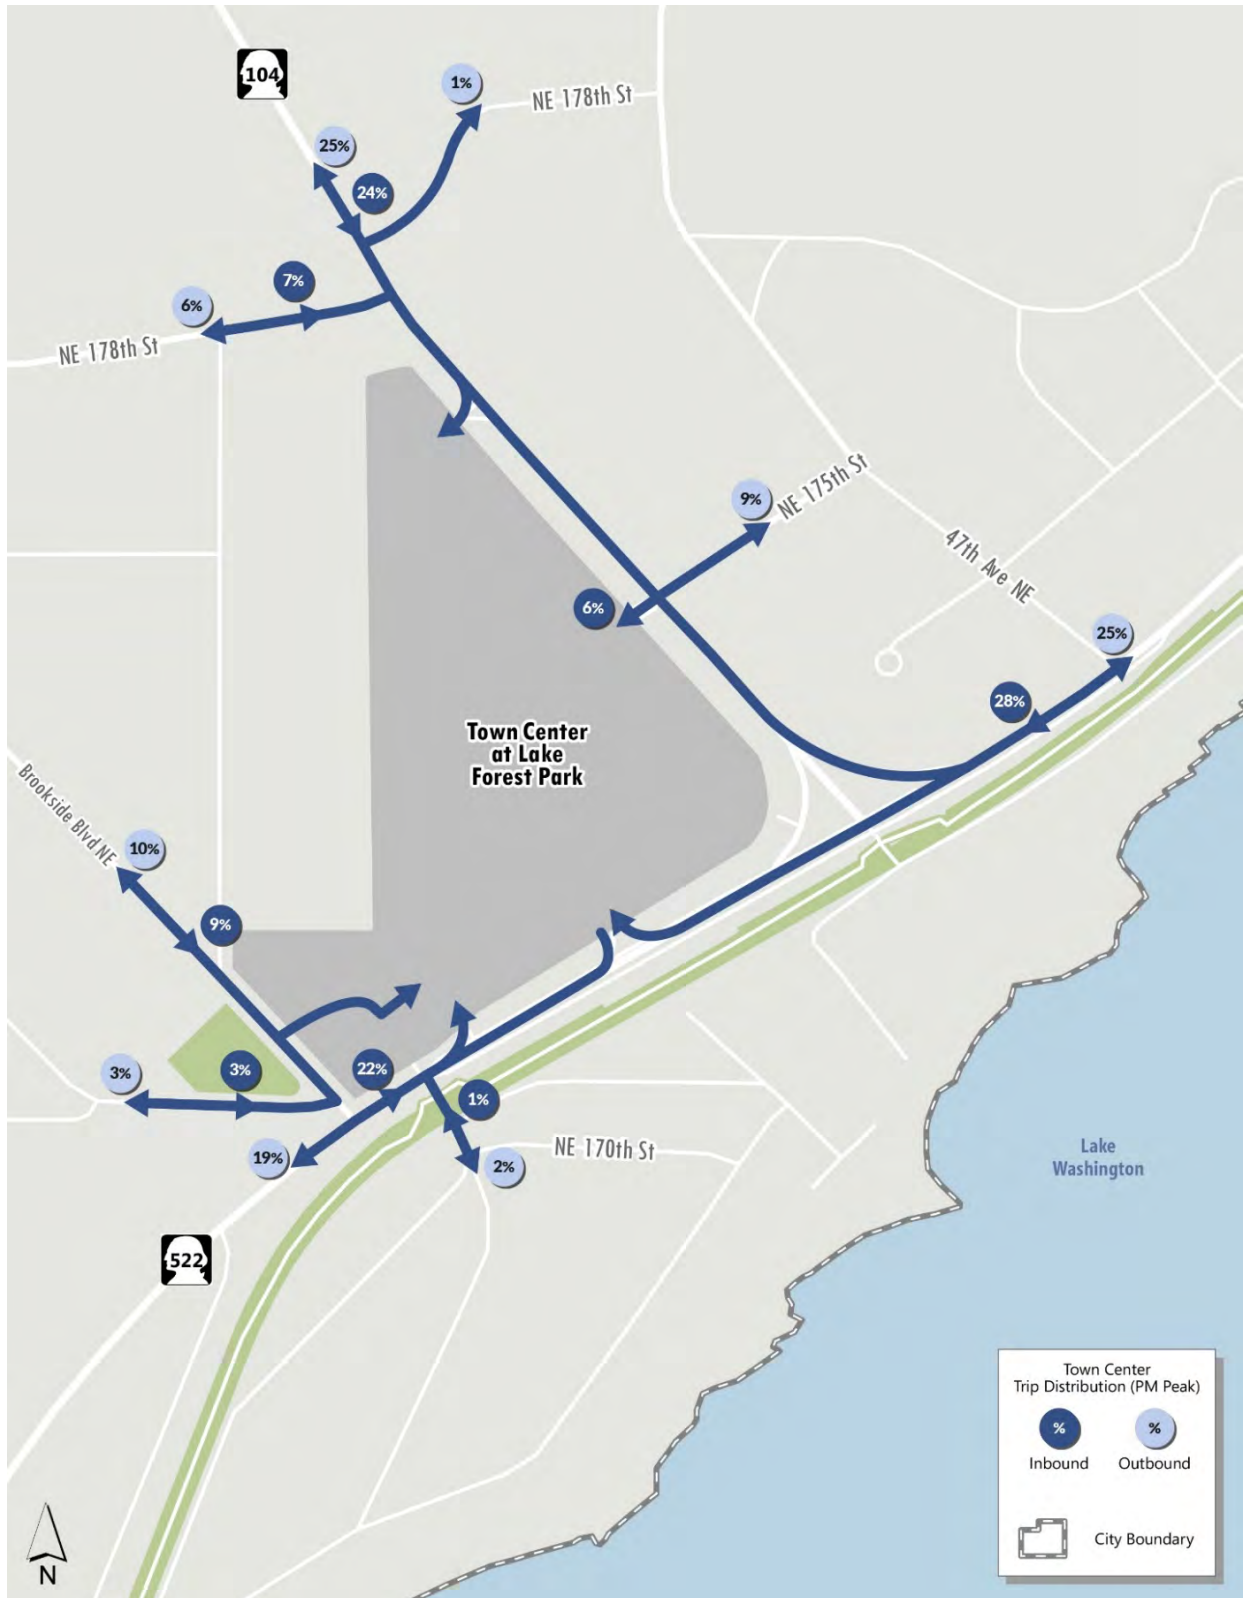 104
1%
NE 178th St
25%
24%
7%
6%
NE 178th St
9%
NE 175th St
6%
47th Ave NE
25%
28%
Town Center
at Lake
Forest Park
Brookside Blvd NE
10%
9%
3%
3%
22%
1%
19%
2%
NE 170th St
Lake
Washington
522
Town Center
Trip Distribution (PM Peak)
%
%
Inbound
Outbound
City Boundary
N